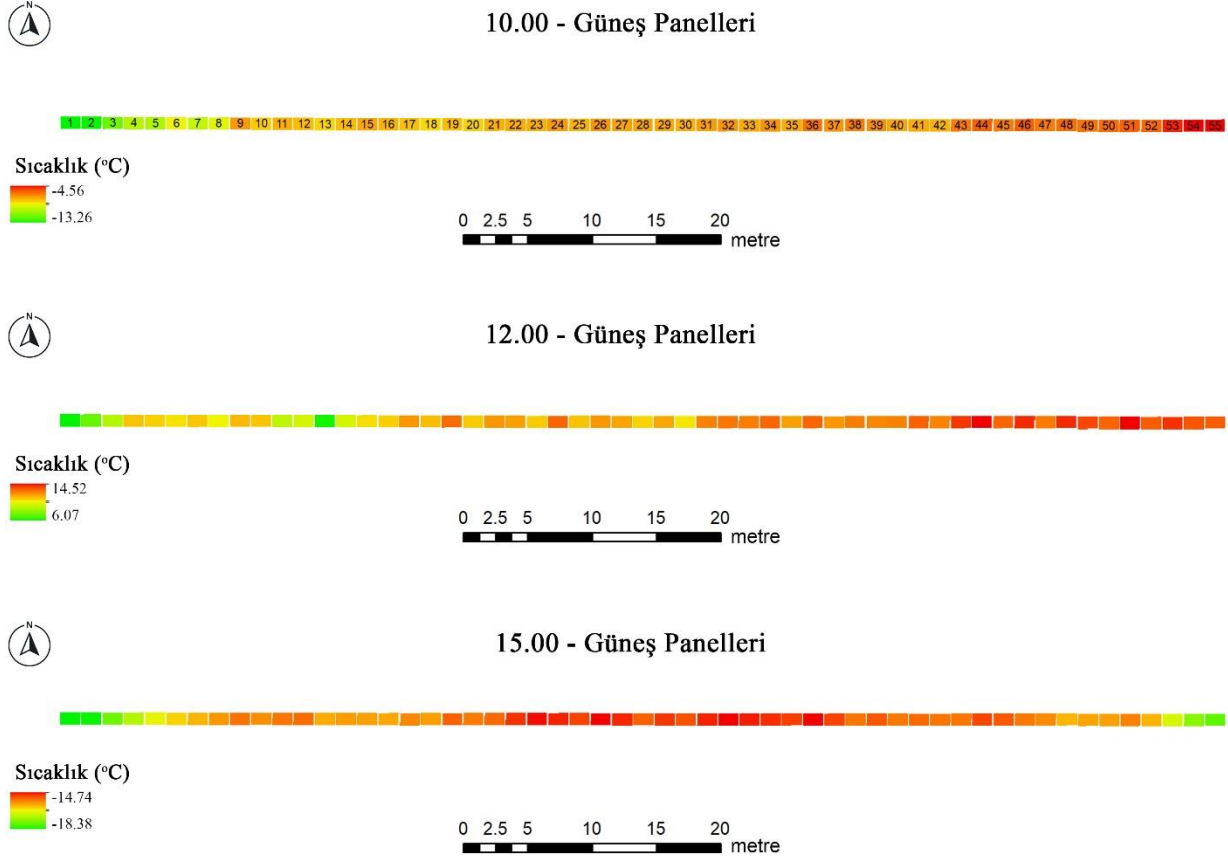 N
10.00 - Güneş Panelleri
1 2 3 4 5 6 7 8 9 10 11 12 13 14 15 16 17 18 19 20 21 22 23 24 25 26 27 28 29 30 31 32 33 34 35 36 37 38 39 40 41 42 43 44 45 46 47 48 49 50 51 52 53 54 55
Sıcaklık (°C)
-4.56
-13.26
0 2.5 5 10 15 20
metre
N
12.00 - Güneş Panelleri
Sıcaklık (°C)
14.52
6.07
0 2.5 5 10 15 20
metre
N
15.00 - Güneş Panelleri
Sıcaklık (°C)
-14.74
-18.38
0 2.5 5 10 15 20
metre